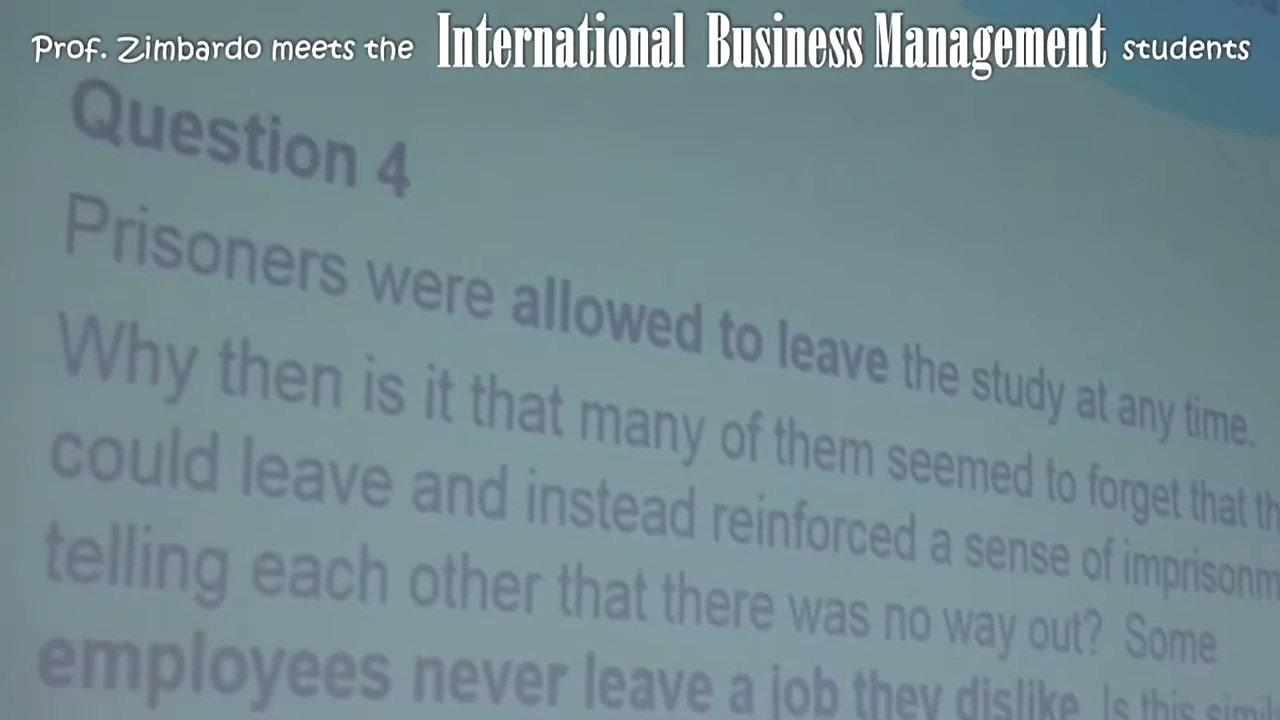 Prof. Zimbardo meets the International Business Management students
Question 4
Prisoners were allowed to leave the study at any time.
Why then is it that many of them seemed to forget that
could leave and instead reinforced a sense of
telling each other that there was no way out? Some
employees never leave a job they dislike. Is this